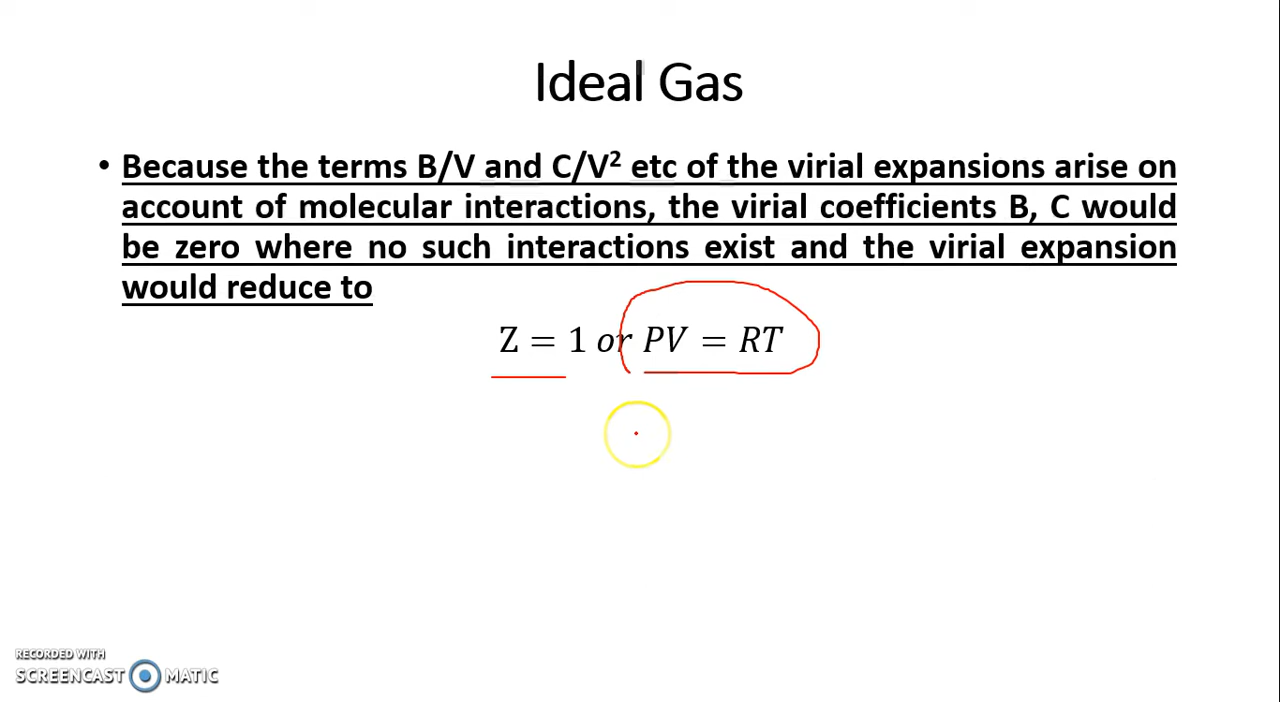 Ideal Gas
• Because the terms B/V and C/V² etc of the virial expansions arise on
account of molecular interactions, the virial coefficients B, C would
be zero where no such interactions exist and the virial expansion
would reduce to
Z = 1 or PV = RT
RECORDED WITH
SCREENCAST MATIC